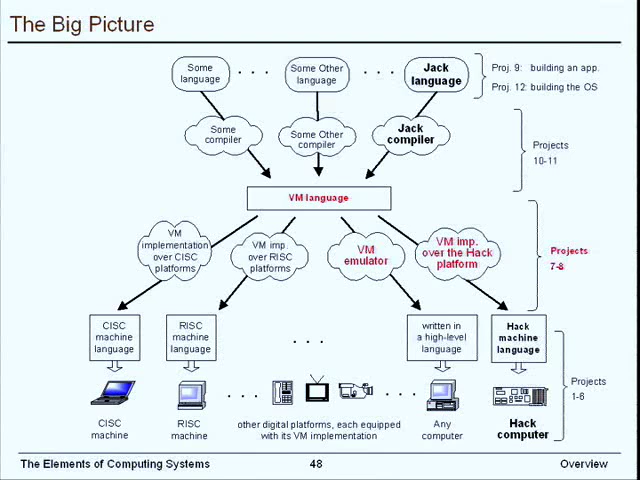 The Big Picture
Some
language
. . .
Some Other
language
. . .
Jack
language
Proj. 9: building an app.
Proj. 12: building the OS
Some
compiler
Some Other
compiler
Jack
compiler
Projects
10-11
VM language
VM
implementation
over CISC
platforms
VM imp.
over RISC
platforms
VM
emulator
VM imp.
over the Hack
platform
Projects
7-8
CISC
machine
language
RISC
machine
language
. . .
written in
a high-level
language
Hack
machine
language
Projects
1-6
. . .
. . .
CISC
machine
RISC
machine
other digital platforms, each equipped
with its VM implementation
Any
computer
Hack
computer
The Elements of Computing Systems
48
Overview